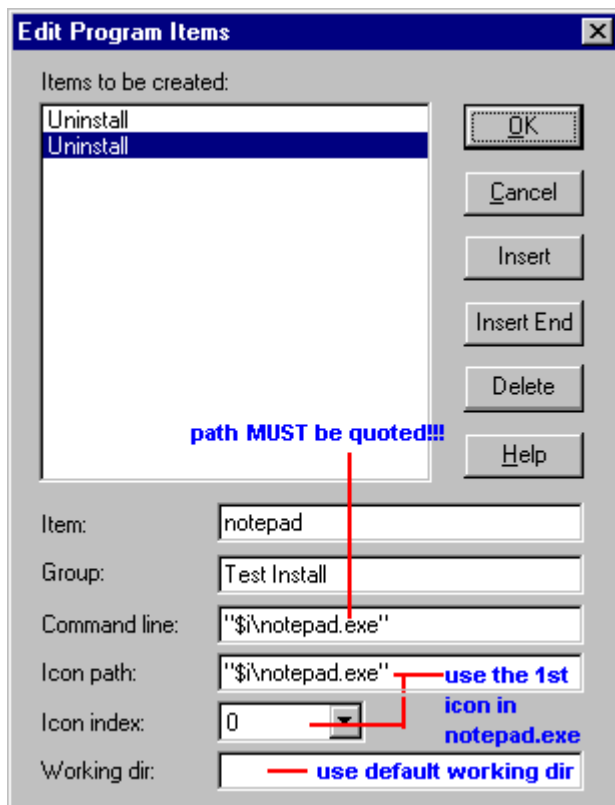 Edit Program Items
Items to be created:
Uninstall
Uninstall
OK
Cancel
Insert
Insert End
Delete
Help
path MUST be quoted!!!
Item: notepad
Group: Test Install
Command line: "$i\notepad.exe"
Icon path: "$i\notepad.exe"
Icon index: 0
use the 1st
icon in
notepad.exe
Working dir: use default working dir